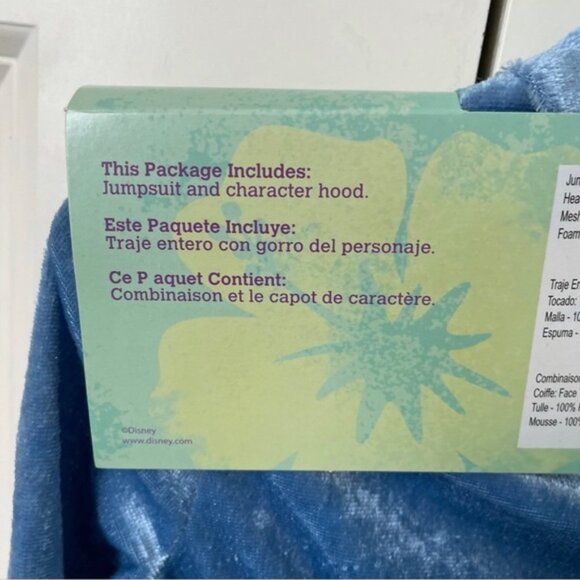 This Package Includes:
Jumpsuit and character hood.
Este Paquete Incluye:
Traje entero con gorro del personaje.
Ce P aquet Contient:
Combinaison et le capot de caractère.
©Disney
www.disney.com
Jum
Hea
Mesh
Foam
Traje En
Tocado:
Malla - 10
Espuma -
Combinaison
Coiffe: Face
Tulle - 100%
Mousse - 100%